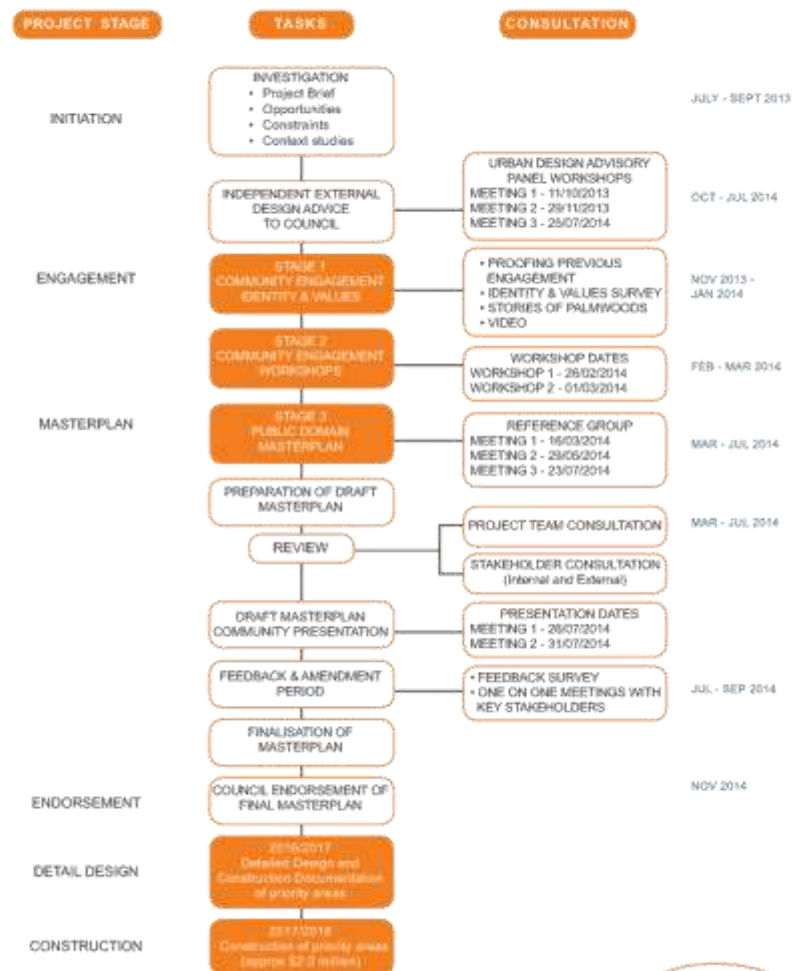 PROJECT STAGE
TASKS
CONSULTATION
INITIATION
INVESTIGATION
• Project Brief
• Opportunities
• Constraints
• Context studies
JULY - SEPT 2013
INDEPENDENT EXTERNAL
DESIGN ADVICE
TO COUNCIL
URBAN DESIGN ADVISORY
PANEL WORKSHOPS
MEETING 1 - 11/10/2013
MEETING 2 - 29/11/2013
MEETING 3 - 25/07/2014
OCT - JUL 2014
ENGAGEMENT
STAGE 1
COMMUNITY ENGAGEMENT
IDENTITY & VALUES
• PROOFING PREVIOUS
ENGAGEMENT
• IDENTITY & VALUES SURVEY
• STORIES OF PALMWOODS
• VIDEO
NOV 2013 -
JAN 2014
STAGE 2
COMMUNITY ENGAGEMENT
WORKSHOPS
WORKSHOP DATES
WORKSHOP 1 - 26/02/2014
WORKSHOP 2 - 01/03/2014
FEB - MAR 2014
MASTERPLAN
STAGE 3
PUBLIC DOMAIN
MASTERPLAN
REFERENCE GROUP
MEETING 1 - 16/03/2014
MEETING 2 - 29/06/2014
MEETING 3 - 23/07/2014
MAR - JUL 2014
PREPARATION OF DRAFT
MASTERPLAN
REVIEW
PROJECT TEAM CONSULTATION
MAR - JUL 2014
STAKEHOLDER CONSULTATION
(Internal and External)
DRAFT MASTERPLAN
COMMUNITY PRESENTATION
PRESENTATION DATES
MEETING 1 - 26/07/2014
MEETING 2 - 31/07/2014
FEEDBACK & AMENDMENT
PERIOD
• FEEDBACK SURVEY
• ONE ON ONE MEETINGS WITH
KEY STAKEHOLDERS
JUL - SEP 2014
FINALISATION OF
MASTERPLAN
ENDORSEMENT
COUNCIL ENDORSEMENT OF
FINAL MASTERPLAN
NOV 2014
DETAIL DESIGN
2016/2017
Detailed Design and
Construction Documentation
of priority areas
CONSTRUCTION
2017/2018
Construction of priority areas
(approx million)